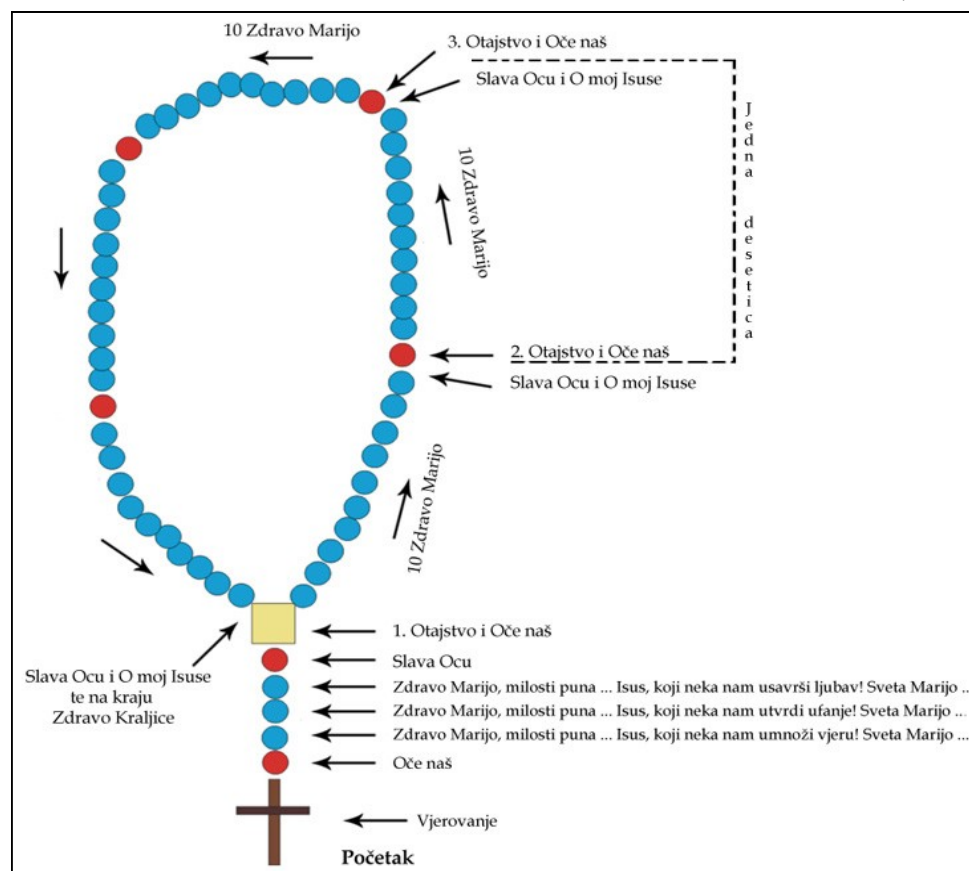 10 Zdravo Marijo
3. Otajstvo i Oče naš
Slava Ocu i O moj Isuse
Jedna desetica
10 Zdravo Marijo
2. Otajstvo i Oče naš
Slava Ocu i O moj Isuse
10 Zdravo Marijo
1. Otajstvo i Oče naš
Slava Ocu
Slava Ocu i O moj Isuse
te na kraju
Zdravo Kraljice
Zdravo Marijo, milosti puna ... Isus, koji neka nam usavrši ljubav! Sveta Marijo ...
Zdravo Marijo, milosti puna ... Isus, koji neka nam utvrdi ufanje! Sveta Marijo ...
Zdravo Marijo, milosti puna ... Isus, koji neka nam umnoži vjeru! Sveta Marijo ...
Oče naš
Vjerovanje
Početak